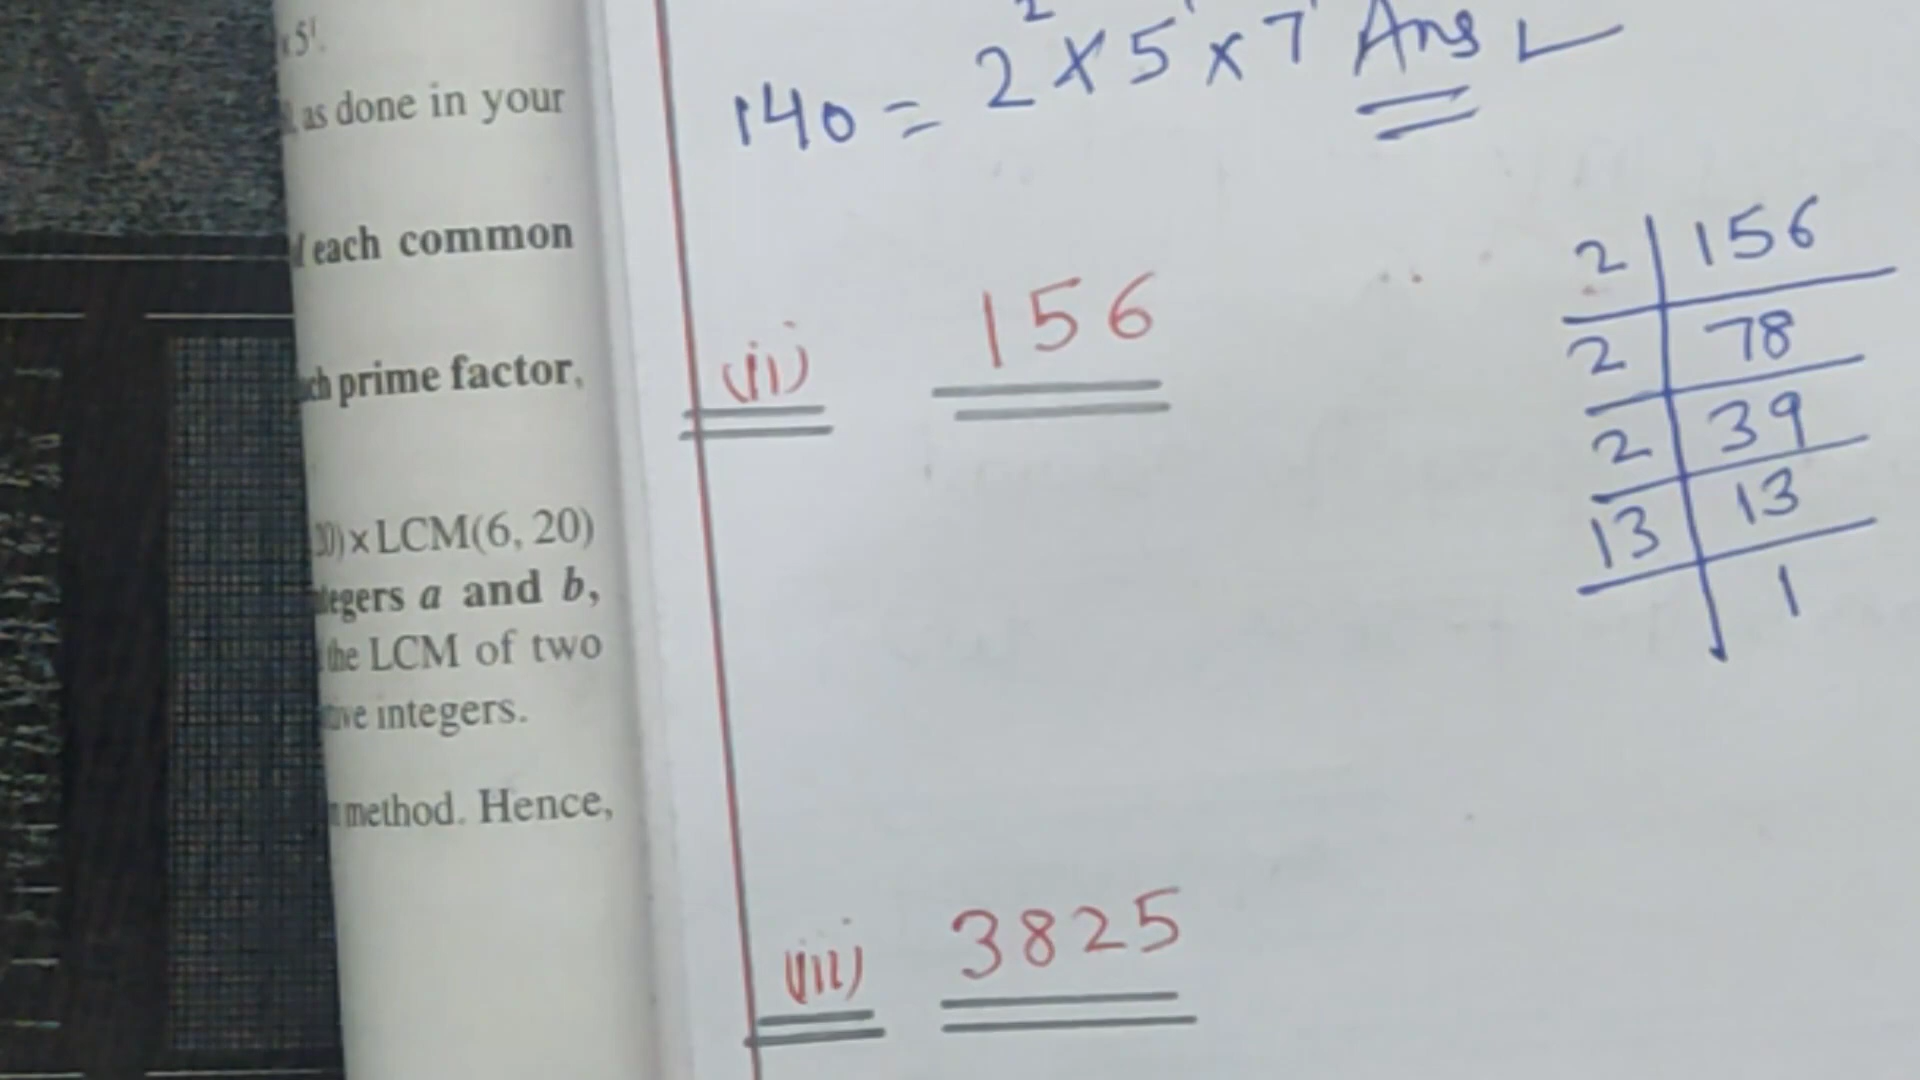 5¹.
as done in your
each common
prime factor.
× LCM(6, 20)
a and b,
the LCM of two
integers.
method. Hence,
140 = 2² × 5¹ × 7¹ Ans
(ii) 156
2 | 156
2 | 78
2 | 39
13 | 13
1
(iii) 3825